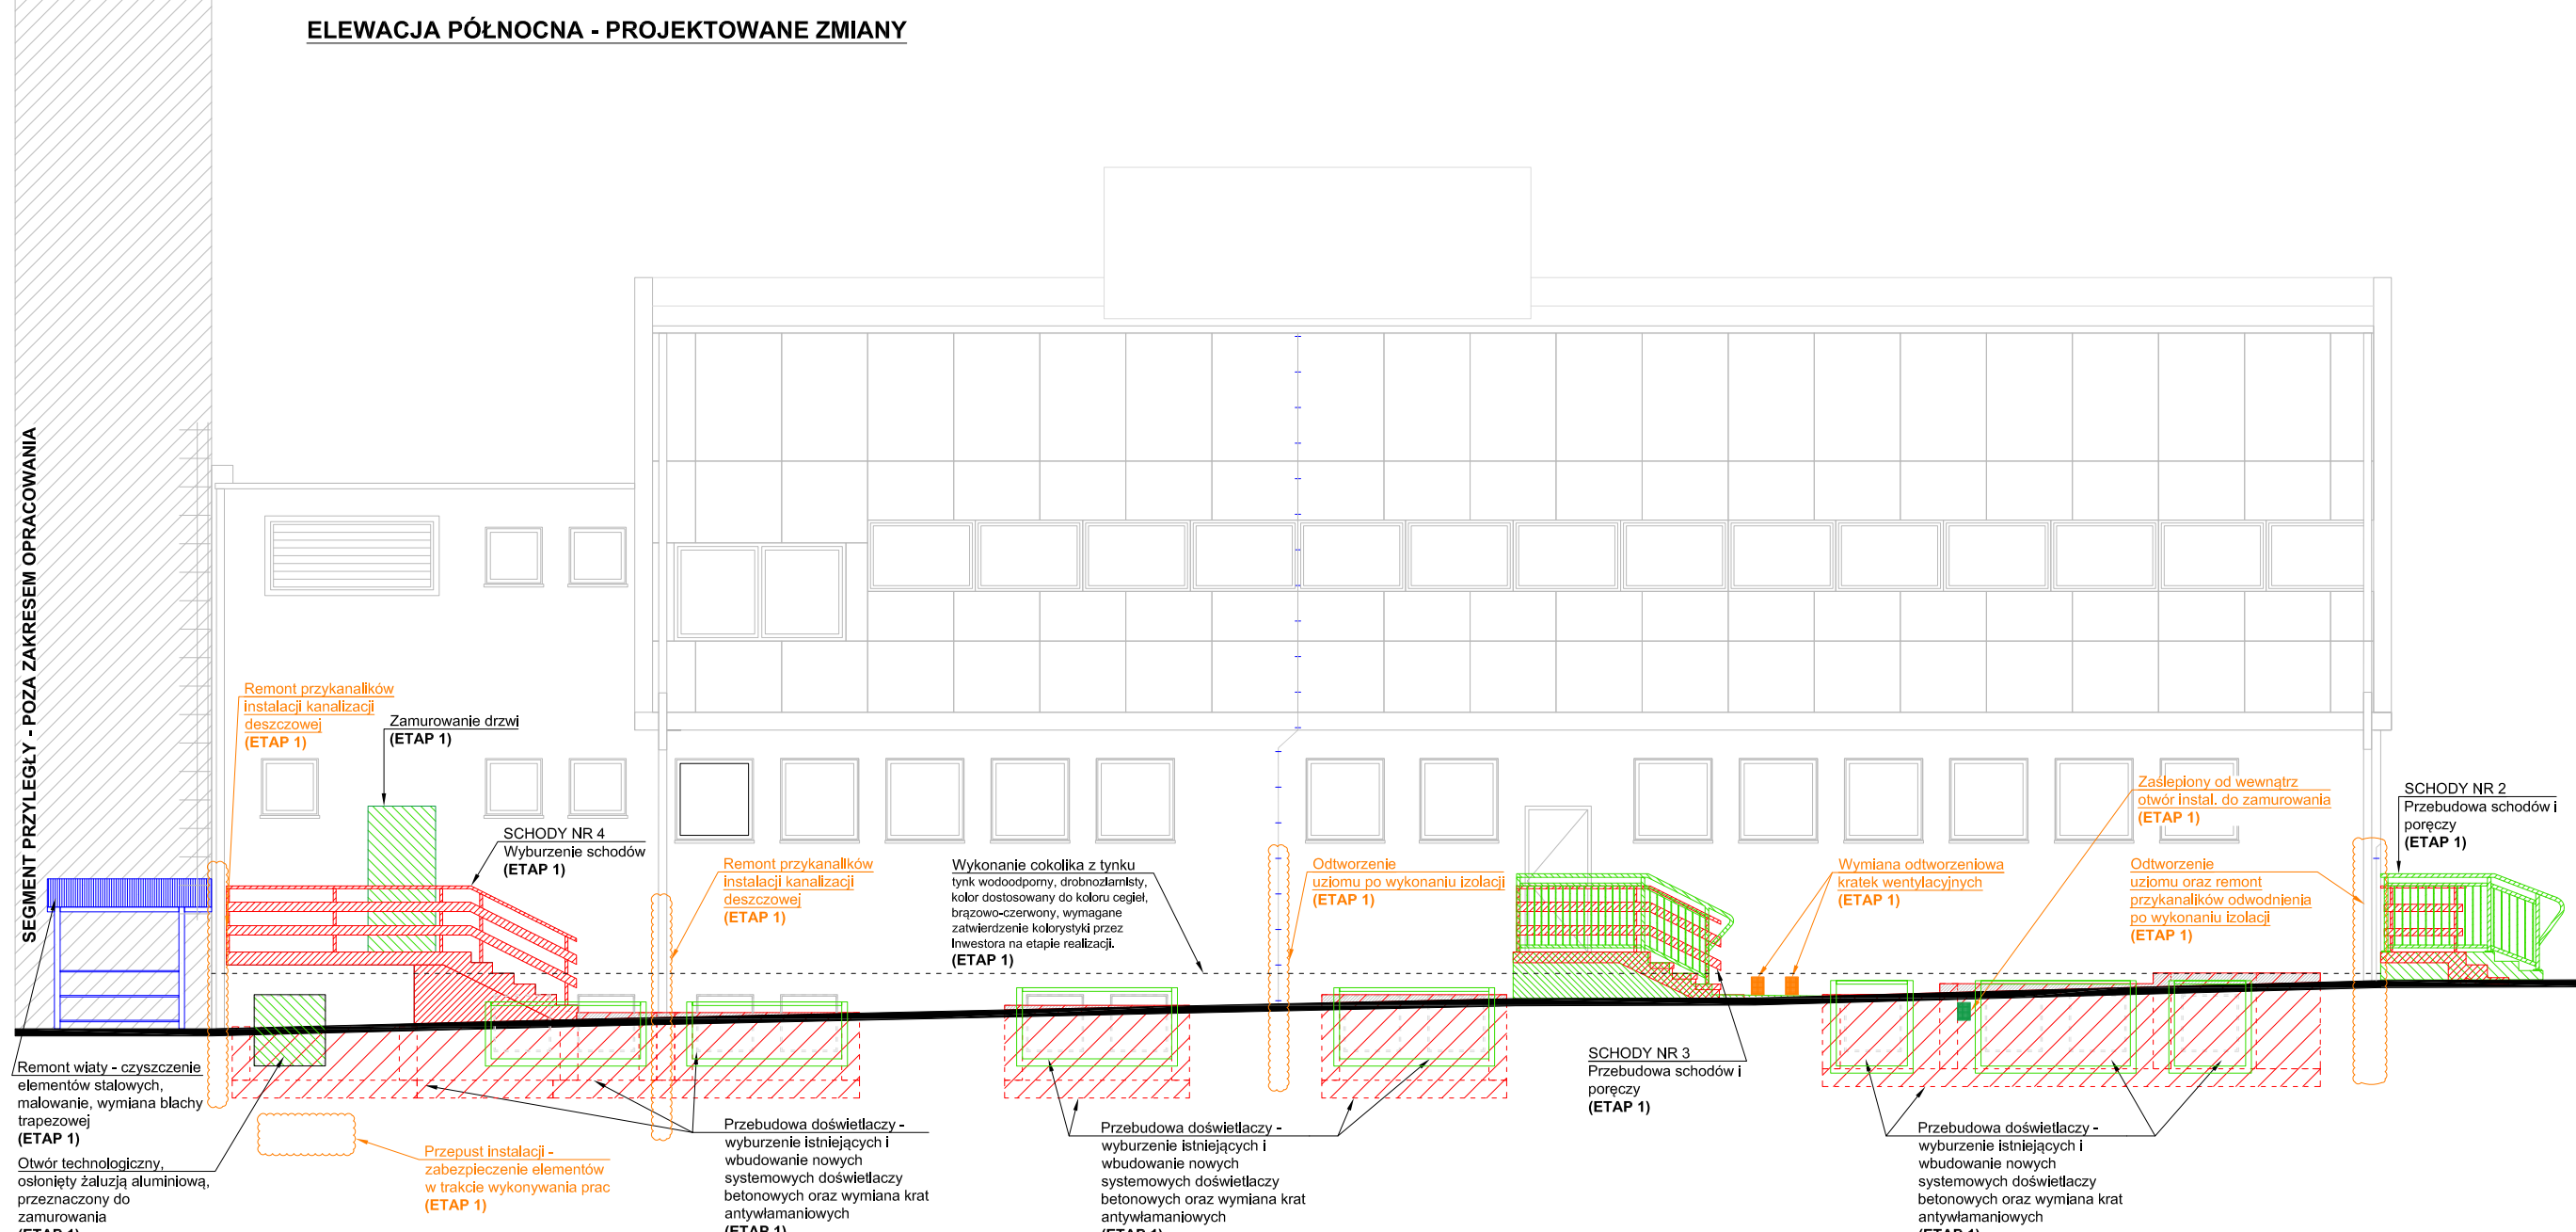 ELEWACJA PÓŁNOCNA - PROJEKTOWANE ZMIANY
SEGMENT PRZYLEGŁY - POZA ZAKRESEM OPRACOWANIA
Remont przykanalików
instalacji kanalizacji
deszczowej
(ETAP 1)
Zamurowanie drzwi
(ETAP 1)
SCHODY NR 4
Wyburzenie schodów
(ETAP 1)
Remont przykanalików
instalacji kanalizacji
deszczowej
(ETAP 1)
Wykonanie cokolika z tynku
tynk wodoodporny, drobnoziarnisty,
kolor dostosowany do koloru cegieł,
brązowo-czerwony, wymagane
zatwierdzenie kolorystyki przez
Inwestora na etapie realizacji.
(ETAP 1)
Odtworzenie
uziomu po wykonaniu izolacji
(ETAP 1)
Wymiana odtworzeniowa
kratek wentylacyjnych
(ETAP 1)
Zaślepiony od wewnątrz
otwór instal. do zamurowania
(ETAP 1)
Odtworzenie
uziomu oraz remont
przykanalików odwodnienia
po wykonaniu izolacji
(ETAP 1)
SCHODY NR 2
Przebudowa schodów i
poręczy
(ETAP 1)
Remont wiaty - czyszczenie
elementów stalowych,
malowanie, wymiana blachy
trapezowej
(ETAP 1)
Otwór technologiczny,
osłonięty żaluzją aluminiową,
przeznaczony do
zamurowania
(ETAP 1)
Przepust instalacji -
zabezpieczenie elementów
w trakcie wykonywania prac
(ETAP 1)
Przebudowa doświetlaczy -
wyburzenie istniejących i
wbudowanie nowych
systemowych doświetlaczy
betonowych oraz wymiana krat
antywłamaniowych
(ETAP 1)
Przebudowa doświetlaczy -
wyburzenie istniejących i
wbudowanie nowych
systemowych doświetlaczy
betonowych oraz wymiana krat
antywłamaniowych
(ETAP 1)
SCHODY NR 3
Przebudowa schodów i
poręczy
(ETAP 1)
Przebudowa doświetlaczy -
wyburzenie istniejących i
wbudowanie nowych
systemowych doświetlaczy
betonowych oraz wymiana krat
antywłamaniowych
(ETAP 1)